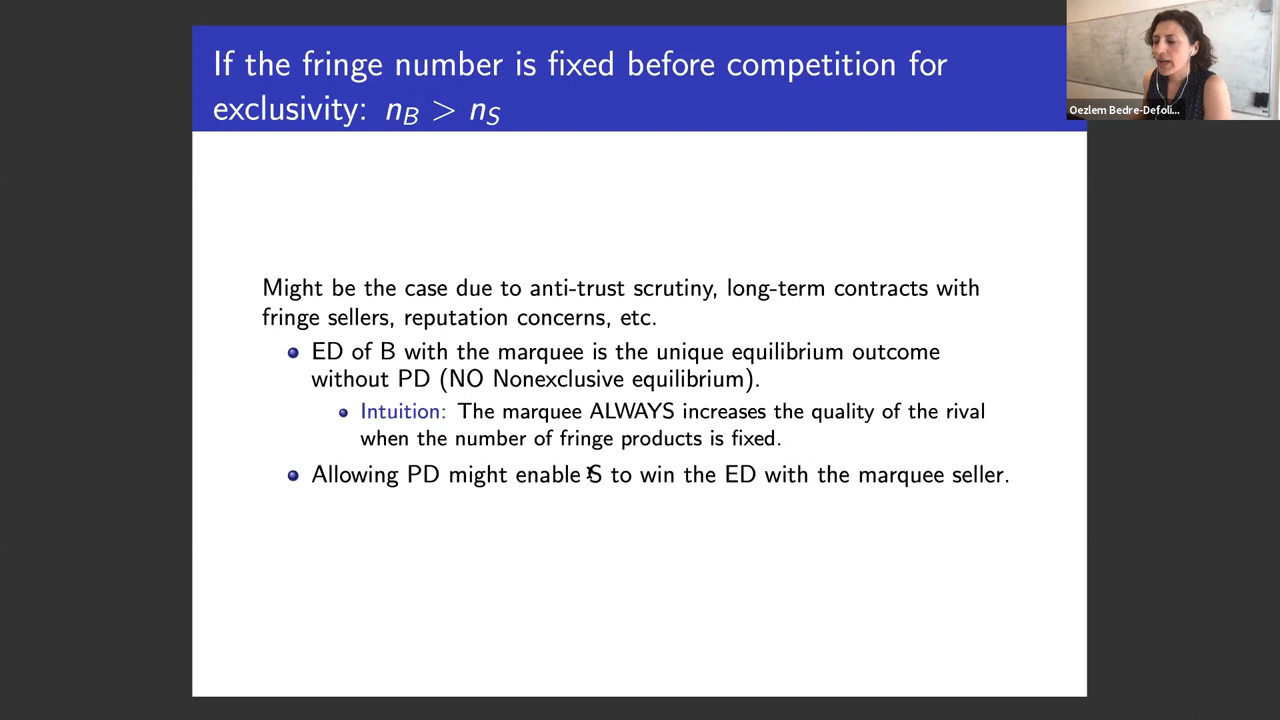 If the fringe number is fixed before competition for
exclusivity: n_B > n_S
Oezlem Bedre-Defoli...
Might be the case due to anti-trust scrutiny, long-term contracts with
fringe sellers, reputation concerns, etc.
ED of B with the marquee is the unique equilibrium outcome
without PD (NO Nonexclusive equilibrium).
Intuition: The marquee ALWAYS increases the quality of the rival
when the number of fringe products is fixed.
Allowing PD might enable S to win the ED with the marquee seller.